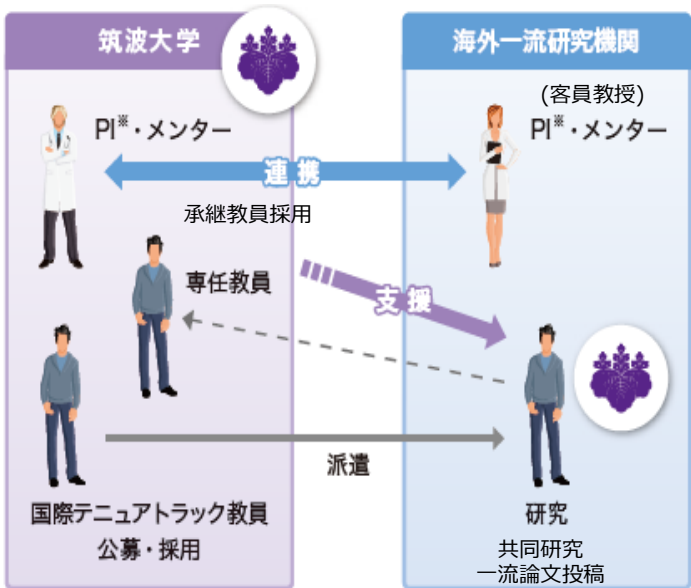 筑波大学
海外一流研究機関
(客員教授)
PI※・メンター
PI※・メンター
連携
承継教員採用
専任教員
支援
派遣
国際テニュアトラック教員
公募・採用
研究
共同研究
一流論文投稿